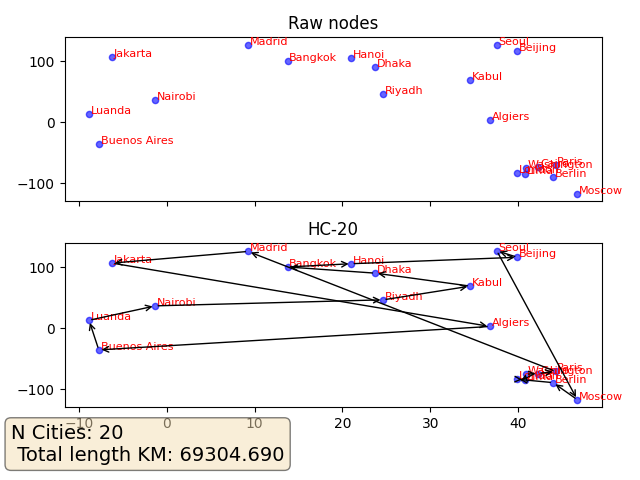 Raw nodes
Madrid
Seoul
Beijing
Jakarta
Bangkok
Hanoi
Dhaka
Kabul
Nairobi
Riyadh
Luanda
Algiers
Buenos Aires
Paris
Berlin
Moscow
100
0
−100
HC-20
Madrid
Seoul
Beijing
Jakarta
Bangkok
Hanoi
Dhaka
Kabul
Nairobi
Riyadh
Luanda
Algiers
Buenos Aires
Paris
Berlin
Moscow
100
0
−100
−10
0
10
20
30
40
N Cities: 20
Total length KM: 69304.690